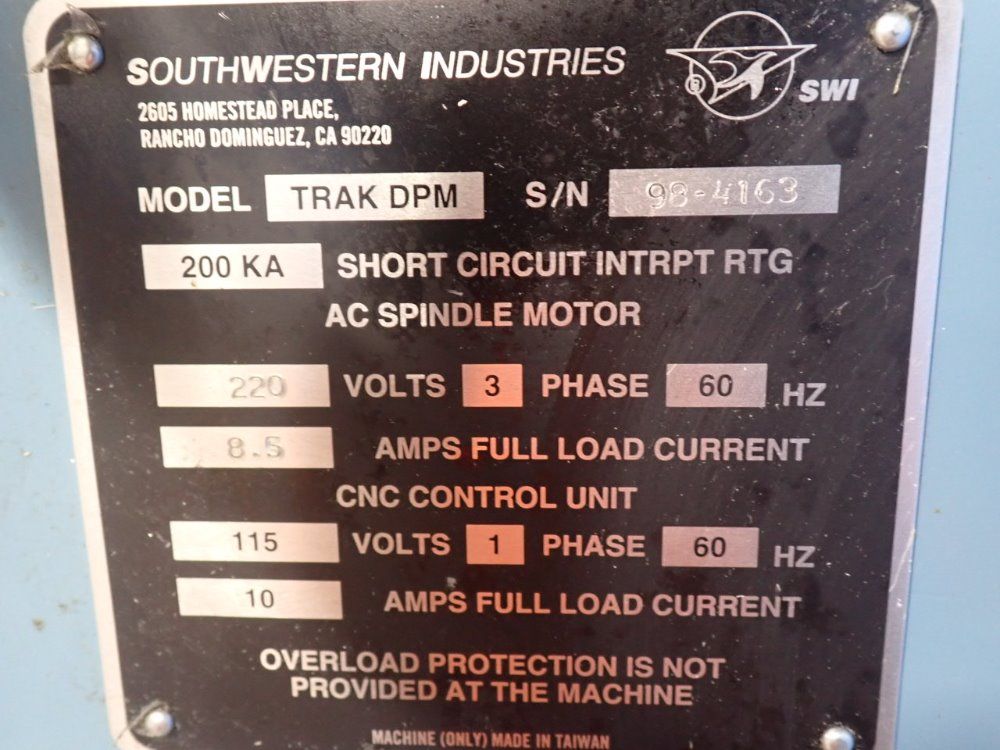 SOUTHWESTERN INDUSTRIES
2605 HOMESTEAD PLACE,
RANCHO DOMINGUEZ, CA 90220
® SWI
MODEL TRAK DPM S/N 98-4163
200 KA SHORT CIRCUIT INTRPT RTG
AC SPINDLE MOTOR
220 VOLTS 3 PHASE 60 HZ
8.5 AMPS FULL LOAD CURRENT
CNC CONTROL UNIT
115 VOLTS 1 PHASE 60 HZ
10 AMPS FULL LOAD CURRENT
OVERLOAD PROTECTION IS NOT
PROVIDED AT THE MACHINE
MACHINE (ONLY) MADE IN TAIWAN